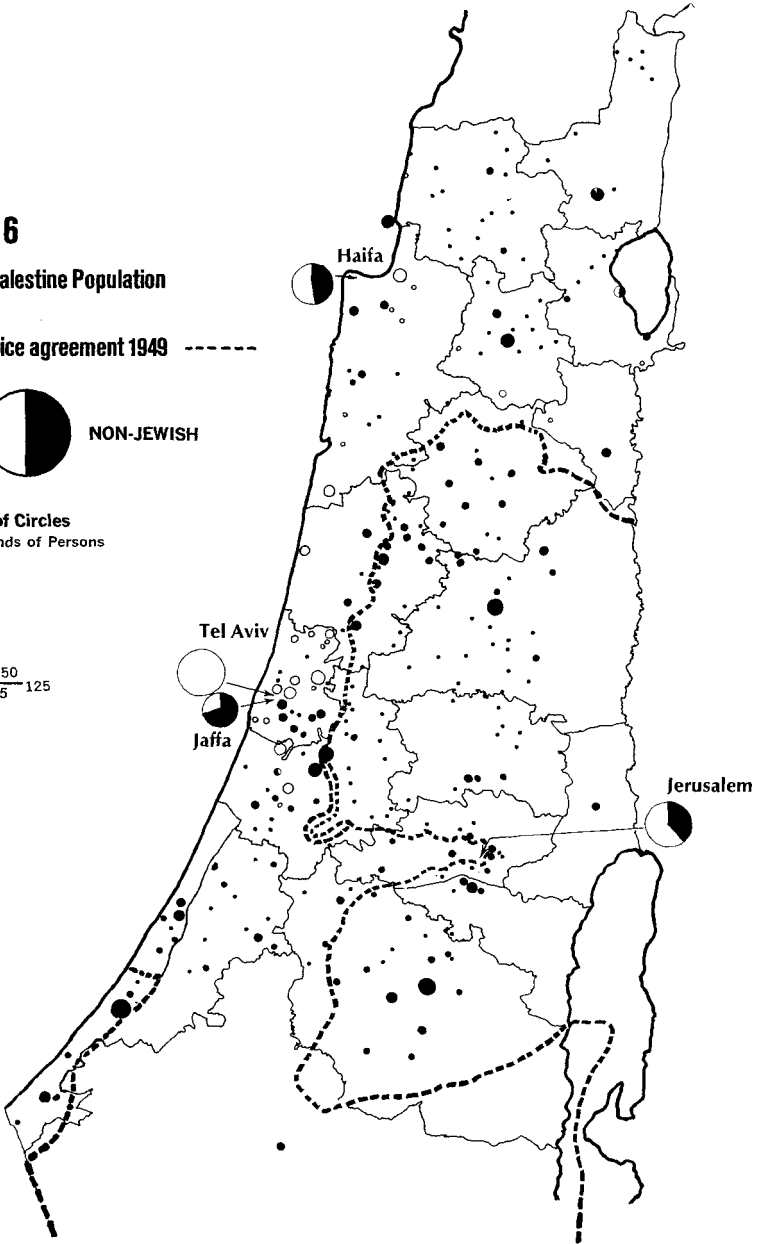 6
alestine Population
Haifa
ice agreement 1949
NON-JEWISH
of Circles
nds of Persons
Tel Aviv
50
5 125
Jaffa
Jerusalem